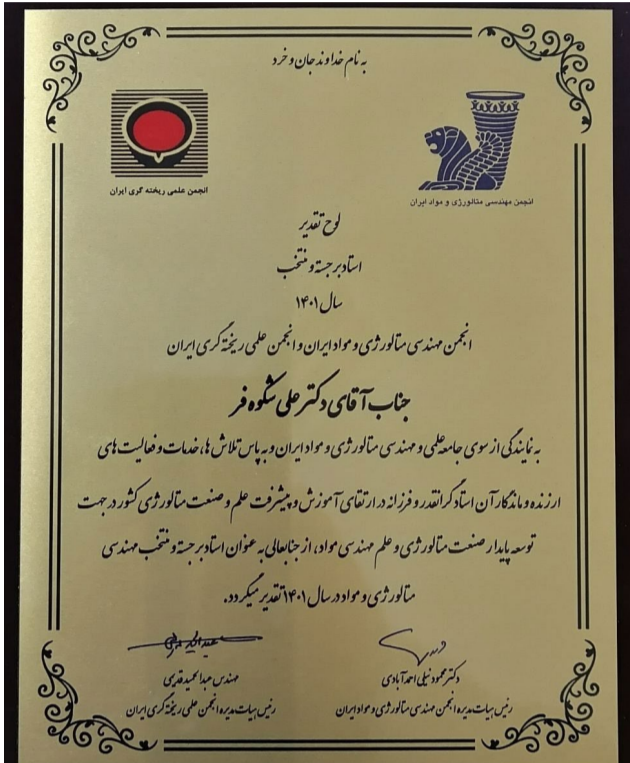 به نام خداوند جان و خرد
انجمن علمی ریخته گری ایران
انجمن مهندسی متالورژی و مواد ایران
لوح تقدیر
استاد برجسته و منتخب
سال ۱۴۰۱
انجمن مهندسی متالورژی و مواد ایران و انجمن علمی ریخته گری ایران
جناب آقای دکتر علی شکوه فر
به نمایندگی از سوی جامعه علمی و مهندسی متالورژی و مواد ایران و به پاس تلاش ها، خدمات و فعالیت های
ارزنده و ماندگار آن استاد گرانقدر و فرزانه در ارتقای آموزش و پیشرفت علم و صنعت متالورژی کشور در جهت
توسعه پایدار صنعت متالورژی و علم مهندسی مواد، از جنابعالی به عنوان استاد برجسته و منتخب مهندسی
متالورژی و مواد در سال ۱۴۰۱ تقدیر میگردد.
دکتر محمود نیلی احمدآبادی
رئیس هیات مدیره انجمن مهندسی متالورژی و مواد ایران
مهندس عبدالحمید قدیمی
رئیس هیات مدیره انجمن علمی ریخته گری ایران